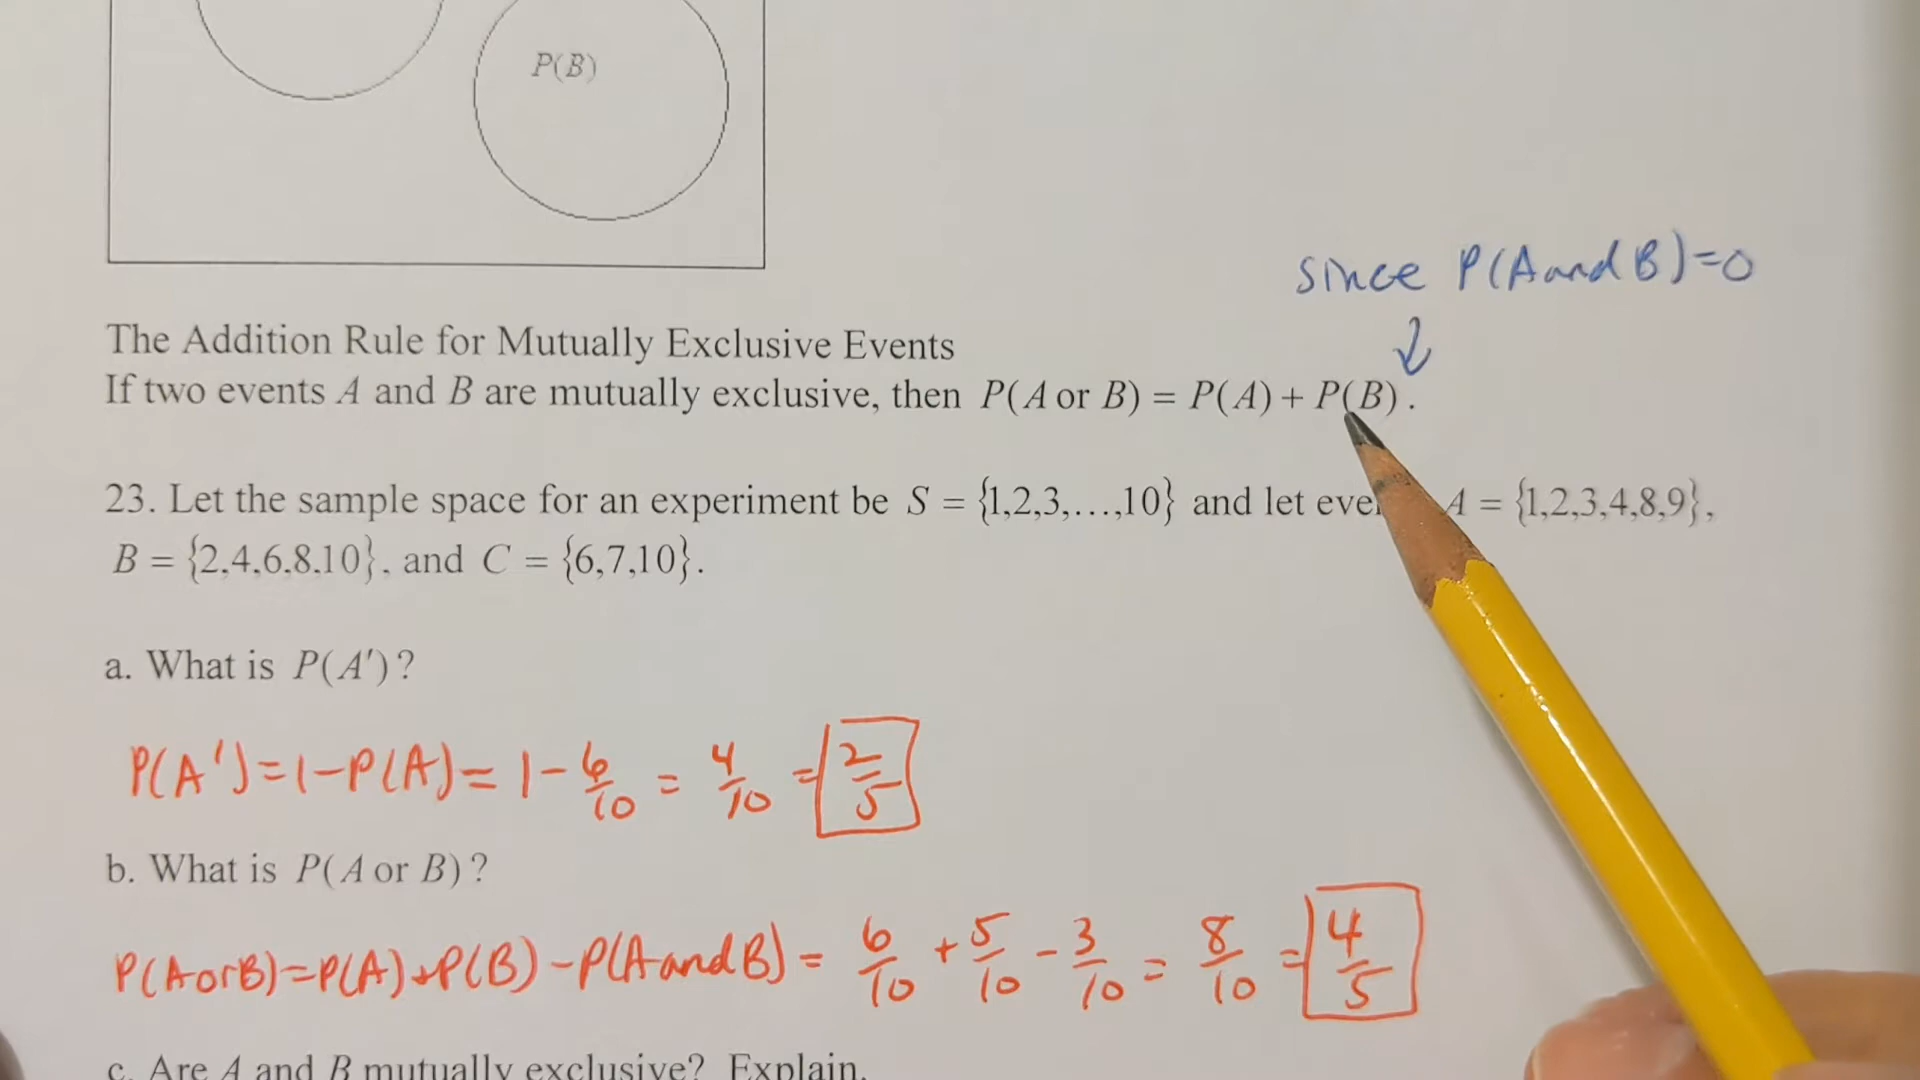 P(B)
since P(A and B)=0
↓
The Addition Rule for Mutually Exclusive Events
If two events A and B are mutually exclusive, then P(A or B) = P(A) + P(B).
23. Let the sample space for an experiment be S = {1,2,3,…,10} and let A = {1,2,3,4,8,9},
B = {2,4,6,8,10}, and C = {6,7,10}.
a. What is P(A′)?
P(A')=1-P(A)= 1-6/10 = 4/10 = 2/5
b. What is P(A or B)?
P(A or B)=P(A)+P(B)-P(A and B)= 6/10 + 5/10 - 3/10 = 8/10 = 4/5
c. Are A and B mutually exclusive? Explain.